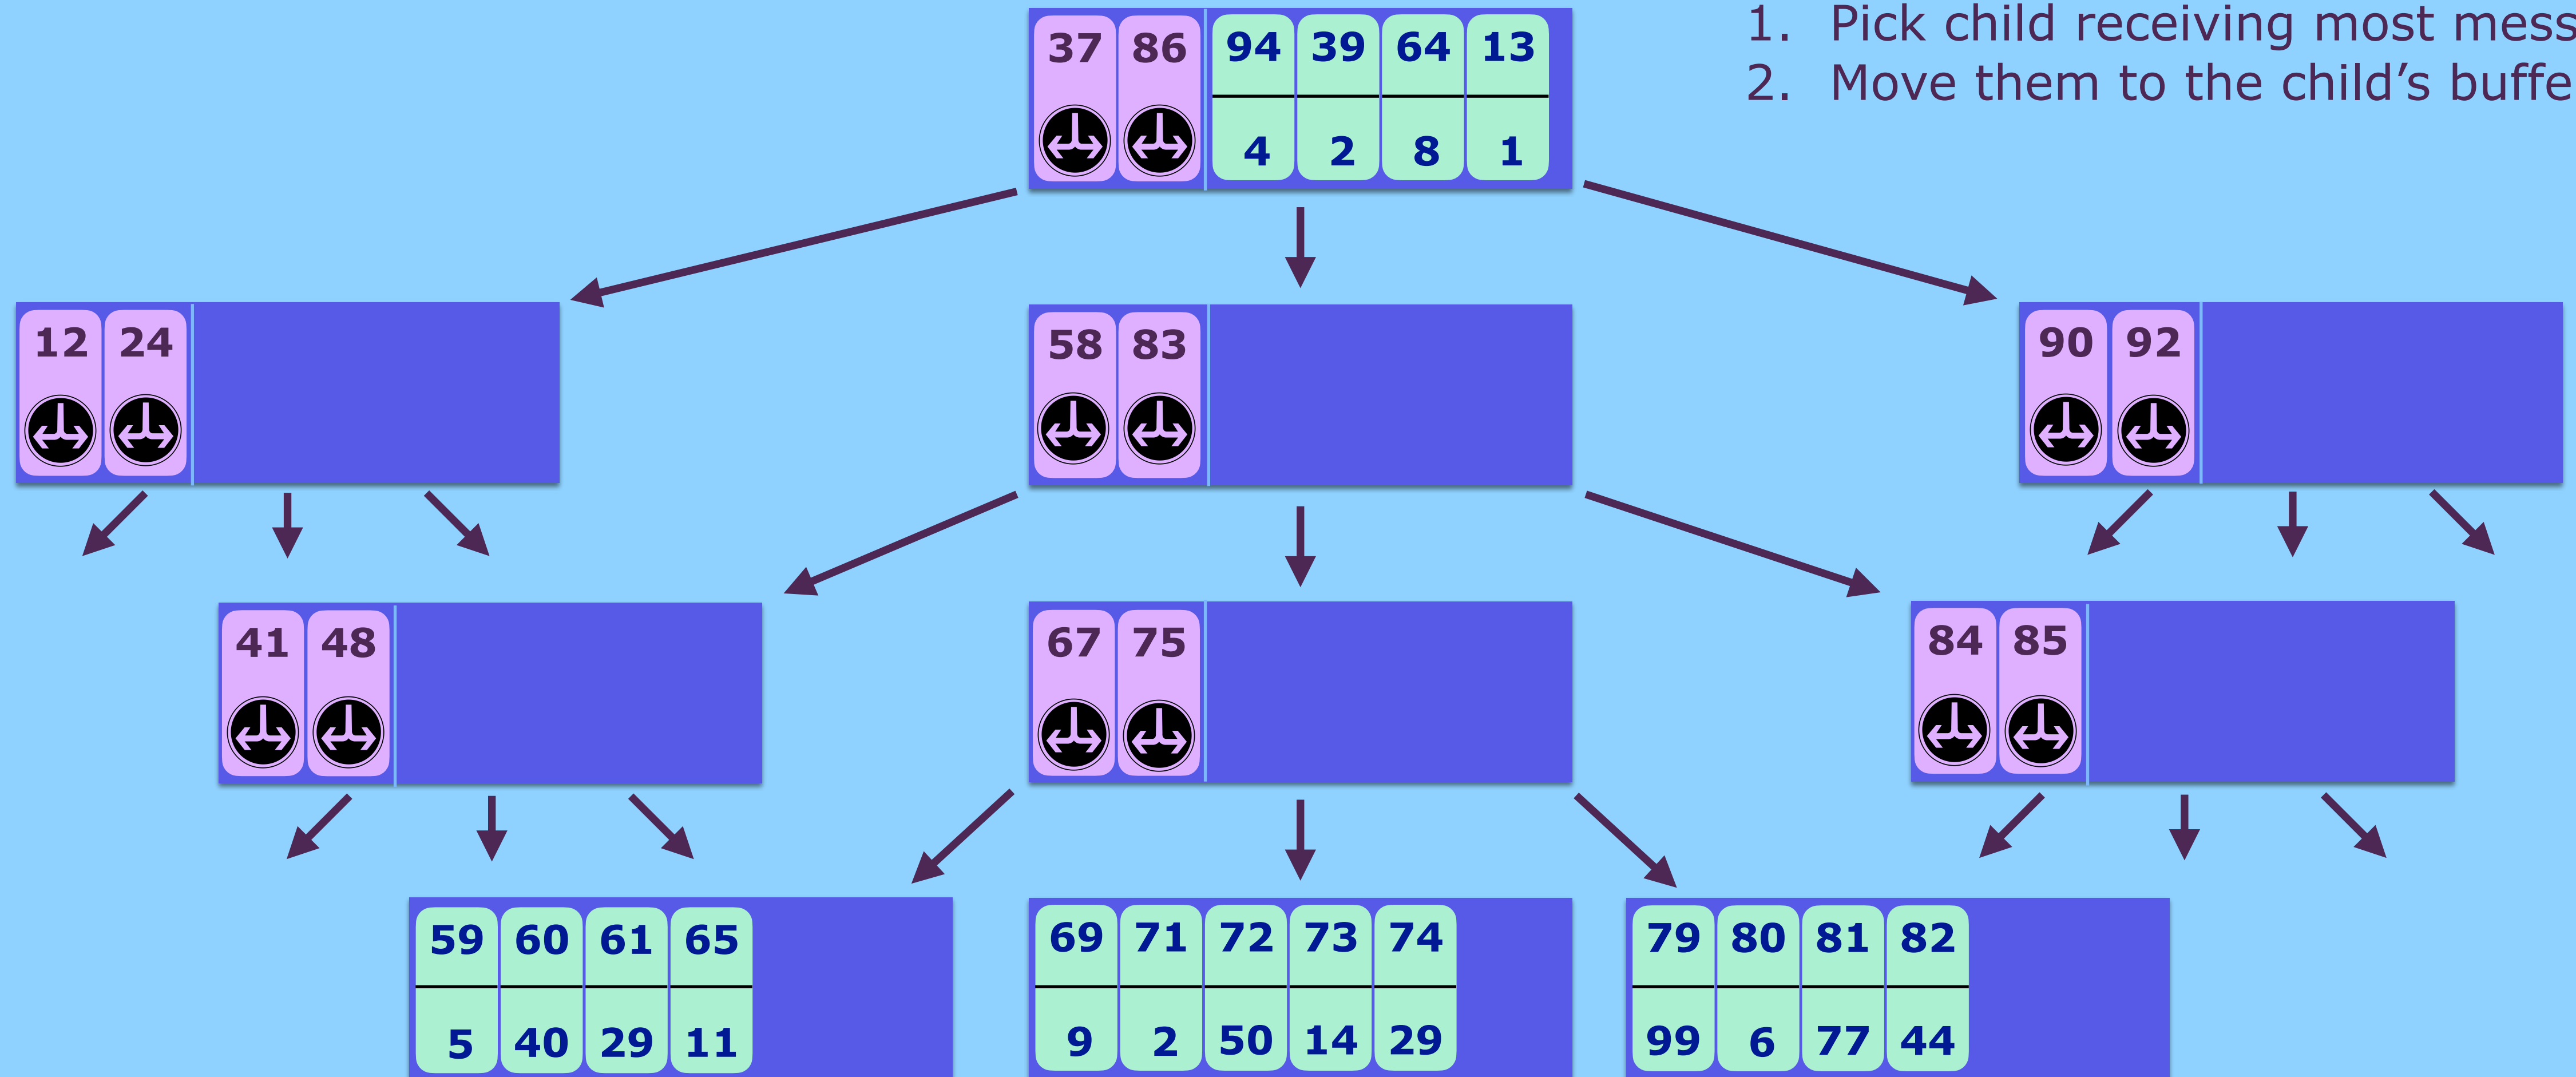 1. Pick child receiving most mess
2. Move them to the child’s buffe
37 86 94 39 64 13
4 2 8 1
12 24
58 83
90 92
41 48
67 75
84 85
59 60 61 65
5 40 29 11
69 71 72 73 74
9 2 50 14 29
79 80 81 82
99 6 77 44